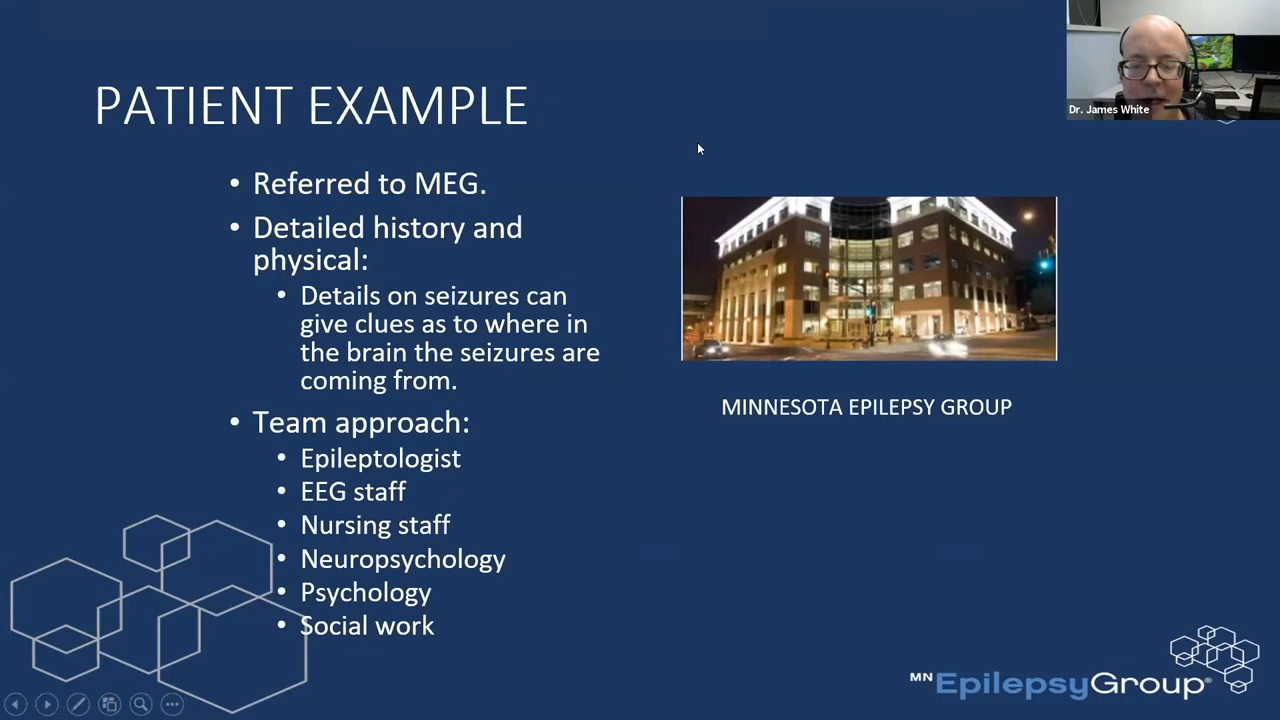 Dr. James White
PATIENT EXAMPLE
• Referred to MEG.
• Detailed history and
physical:
• Details on seizures can
give clues as to where in
the brain the seizures are
coming from.
• Team approach:
• Epileptologist
• EEG staff
• Nursing staff
• Neuropsychology
• Psychology
• Social work
MINNESOTA EPILEPSY GROUP
MN EpilepsyGroup®